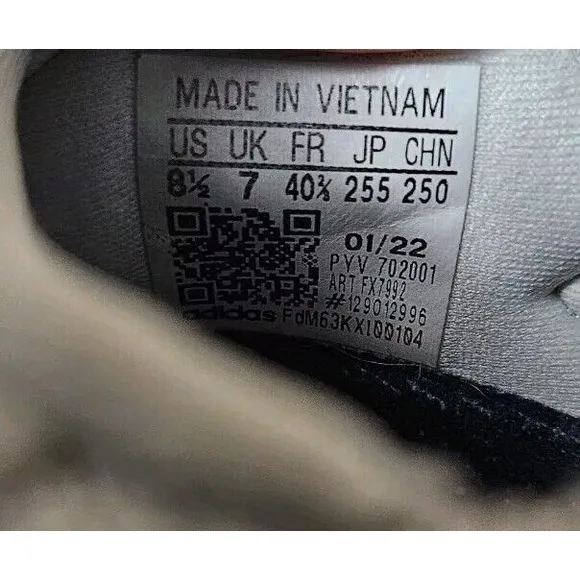 MADE IN VIETNAM
US UK FR JP CHN
8½ 7 40⅔ 255 250
01/22
PYV 702001
ART FX7992
#129012996
adidas FdM63KXL00104